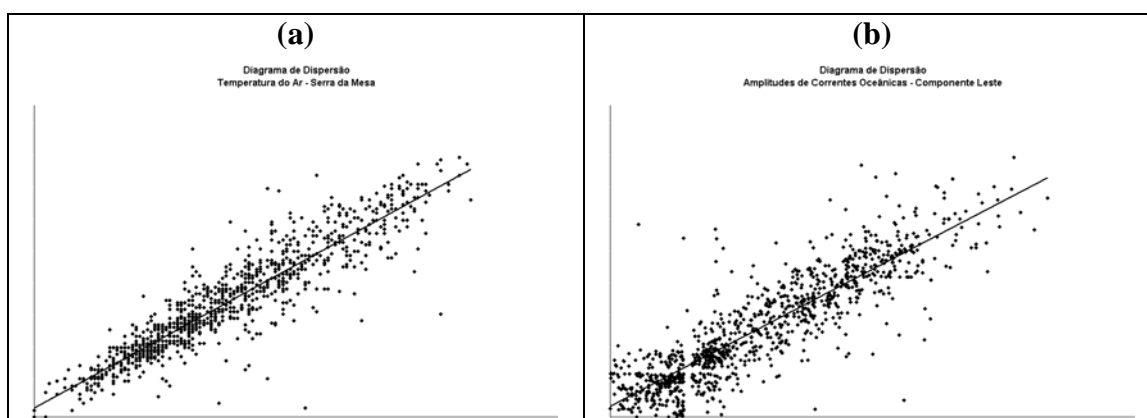 (a)
Diagrama de Dispersão
Temperatura do Ar - Serra da Mesa
(b)
Diagrama de Dispersão
Amplitudes de Correntes Oceânicas - Componente Leste